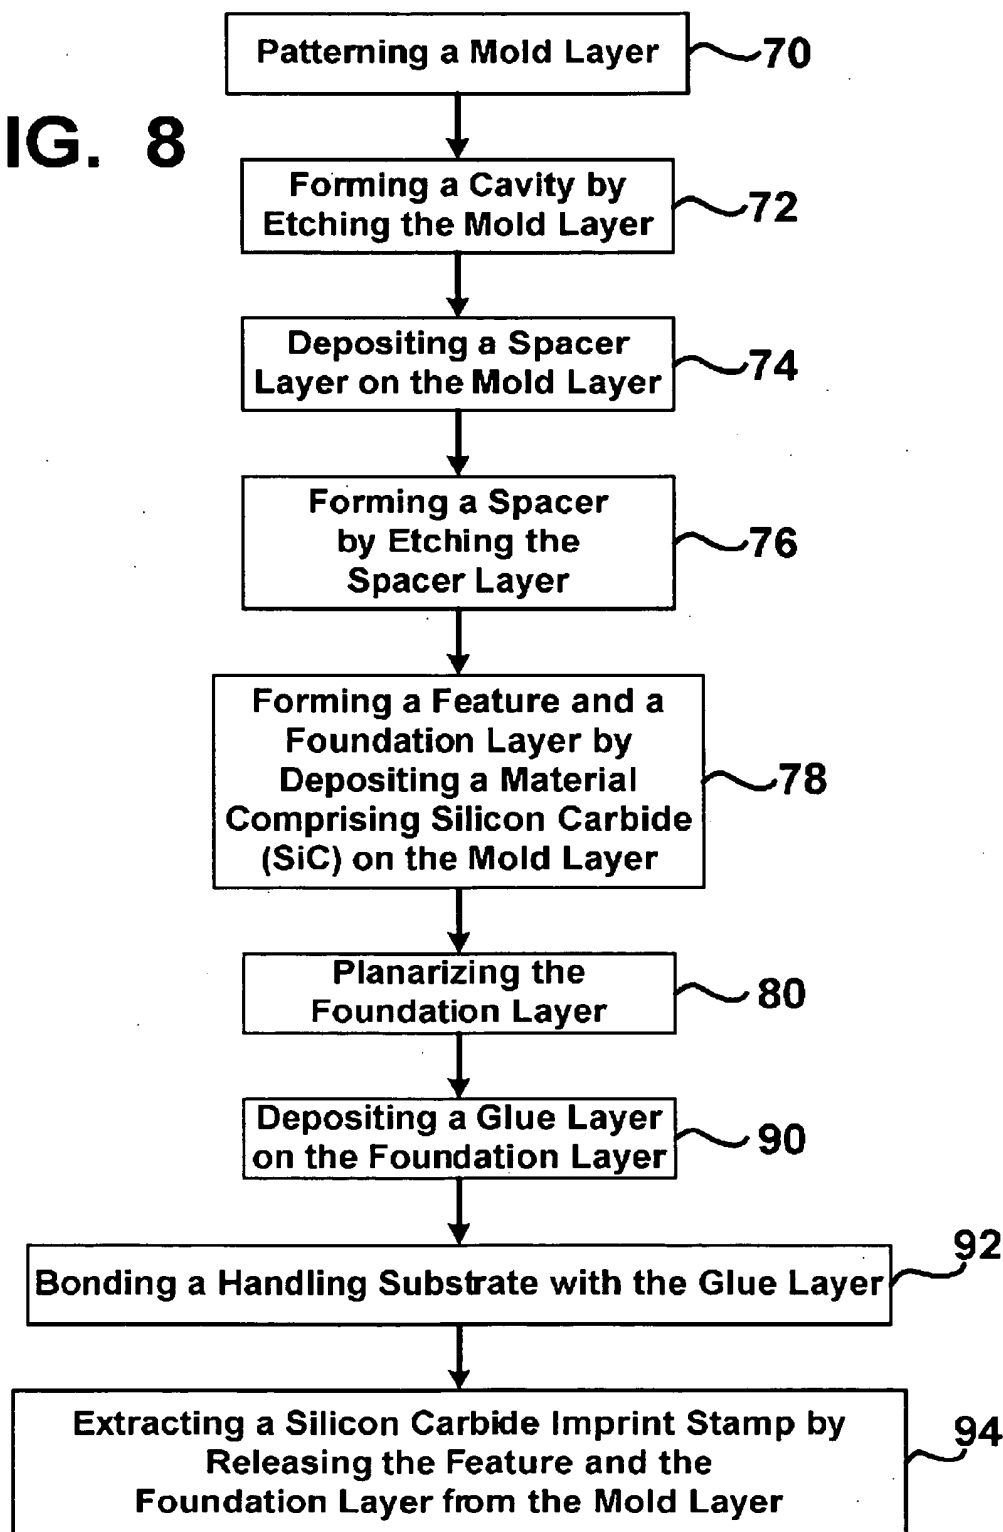 Patterning a Mold Layer
70
IG. 8
Forming a Cavity by
Etching the Mold Layer
72
Depositing a Spacer
Layer on the Mold Layer
74
Forming a Spacer
by Etching the
Spacer Layer
76
Forming a Feature and a
Foundation Layer by
Depositing a Material
Comprising Silicon Carbide
(SiC) on the Mold Layer
78
Planarizing the
Foundation Layer
80
Depositing a Glue Layer
on the Foundation Layer
90
Bonding a Handling Substrate with the Glue Layer
92
Extracting a Silicon Carbide Imprint Stamp by
Releasing the Feature and the
Foundation Layer from the Mold Layer
94